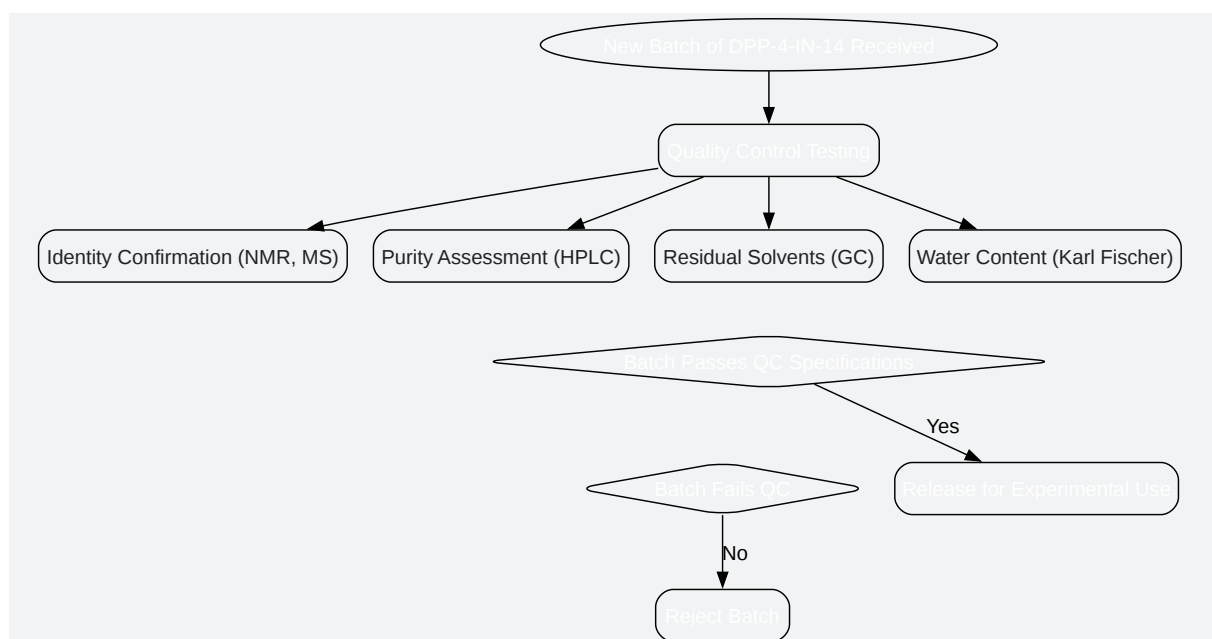 New Batch of DPP-4-IN-14 Received
Quality Control Testing
Identity Confirmation (NMR, MS)
Purity Assessment (HPLC)
Residual Solvents (GC)
Water Content (Karl Fischer)
Batch Passes QC Specifications
Yes
Batch Fails QC
Release for Experimental Use
No
Reject Batch